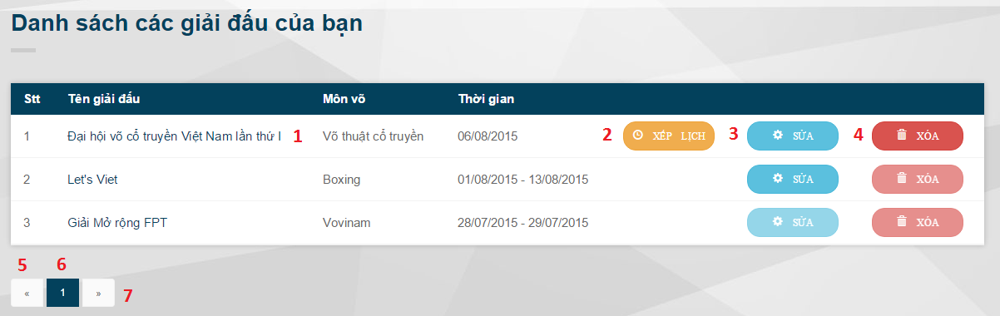 Danh sách các giải đấu của bạn
Stt Tên giải đấu Môn võ Thời gian
1 Đại hội võ cổ truyền Việt Nam lần thứ I 1 Võ thuật cổ truyền 06/08/2015 2 XẾP LỊCH 3 SỬA 4 XÓA
2 Let's Viet Boxing 01/08/2015 - 13/08/2015 SỬA XÓA
3 Giải Mở rộng FPT Vovinam 28/07/2015 - 29/07/2015 SỬA XÓA
5 6
« 1 » 7